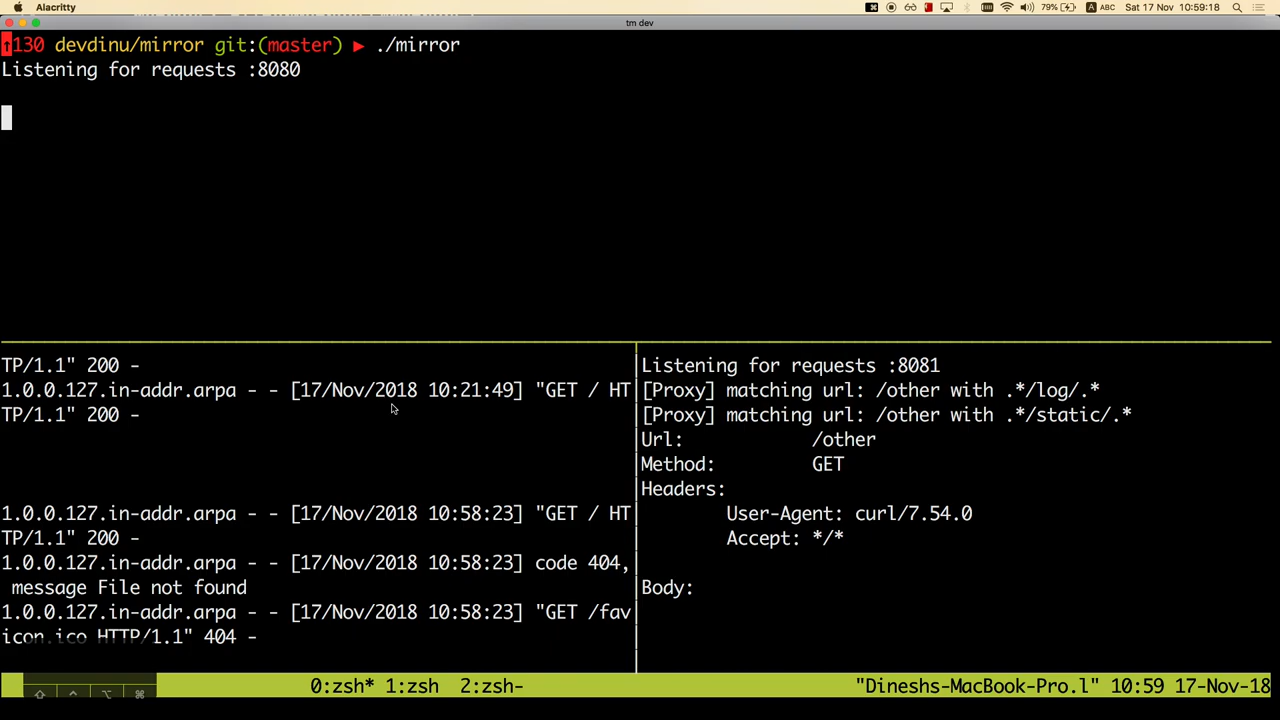 Alacritty
79%
ABC
Sat 17 Nov 10:59:18
tm dev
↑130 devdinu/mirror git:(master) ► ./mirror
Listening for requests :8080
TP/1.1" 200 -
1.0.0.127.in-addr.arpa - - [17/Nov/2018 10:21:49] "GET / HT
TP/1.1" 200 -
1.0.0.127.in-addr.arpa - - [17/Nov/2018 10:58:23] "GET / HT
TP/1.1" 200 -
1.0.0.127.in-addr.arpa - - [17/Nov/2018 10:58:23] code 404,
message File not found
1.0.0.127.in-addr.arpa - - [17/Nov/2018 10:58:23] "GET /fav
icon.ico HTTP/1.1" 404 -
Listening for requests :8081
[Proxy] matching url: /other with .*/log/.*
[Proxy] matching url: /other with .*/static/.*
Url: /other
Method: GET
Headers:
User-Agent: curl/7.54.0
Accept: */*
Body:
0:zsh* 1:zsh 2:zsh-
"Dineshs-MacBook-Pro.l" 10:59 17-Nov-18